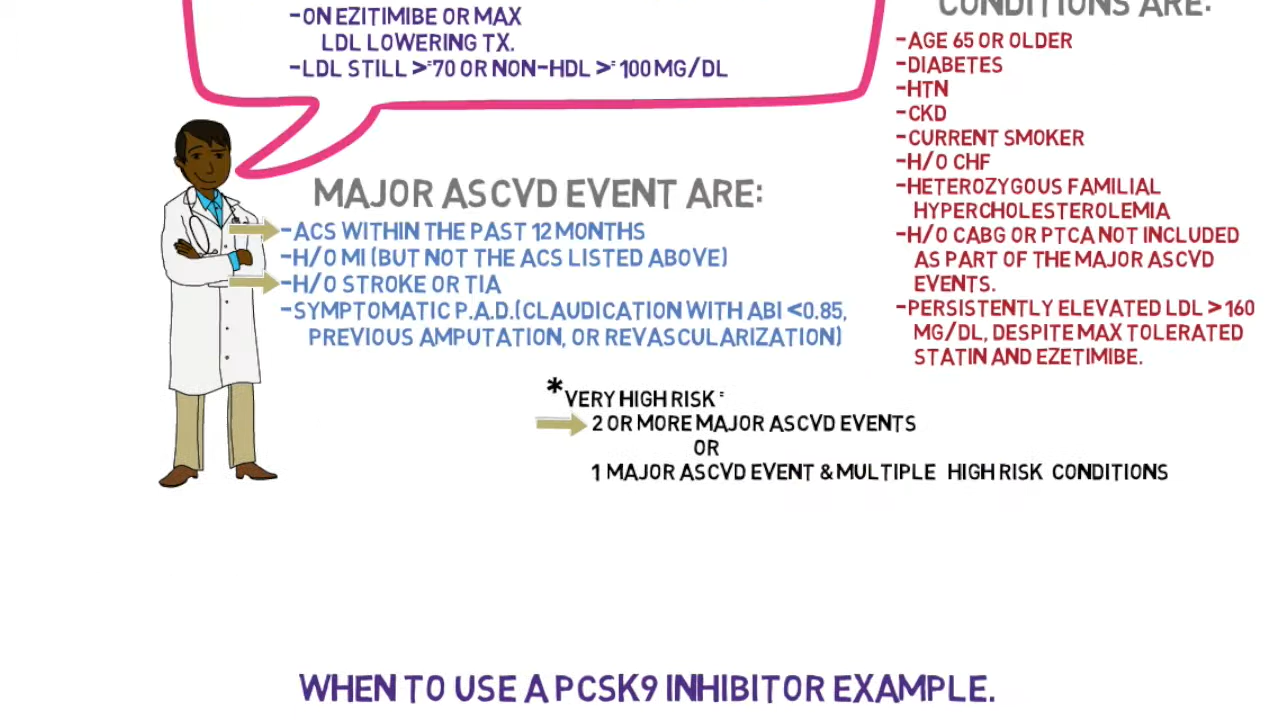 -ON EZITIMIBE OR MAX
LDL LOWERING TX.
-LDL STILL >=70 OR NON-HDL >= 100 MG/DL
CONDITIONS ARE:
-AGE 65 OR OLDER
-DIABETES
-HTN
-CKD
-CURRENT SMOKER
-H/O CHF
-HETEROZYGOUS FAMILIAL
HYPERCHOLESTEROLEMIA
-H/O CABG OR PTCA NOT INCLUDED
AS PART OF THE MAJOR ASCVD
EVENTS.
-PERSISTENTLY ELEVATED LDL > 160
MG/DL, DESPITE MAX TOLERATED
STATIN AND EZETIMIBE.
MAJOR ASCVD EVENT ARE:
-ACS WITHIN THE PAST 12 MONTHS
-H/O MI (BUT NOT THE ACS LISTED ABOVE)
-H/O STROKE OR TIA
-SYMPTOMATIC P.A.D.(CLAUDICATION WITH ABI <0.85,
PREVIOUS AMPUTATION, OR REVASCULARIZATION)
*VERY HIGH RISK =
2 OR MORE MAJOR ASCVD EVENTS
OR
1 MAJOR ASCVD EVENT & MULTIPLE HIGH RISK CONDITIONS
WHEN TO USE A PCSK9 INHIBITOR EXAMPLE.